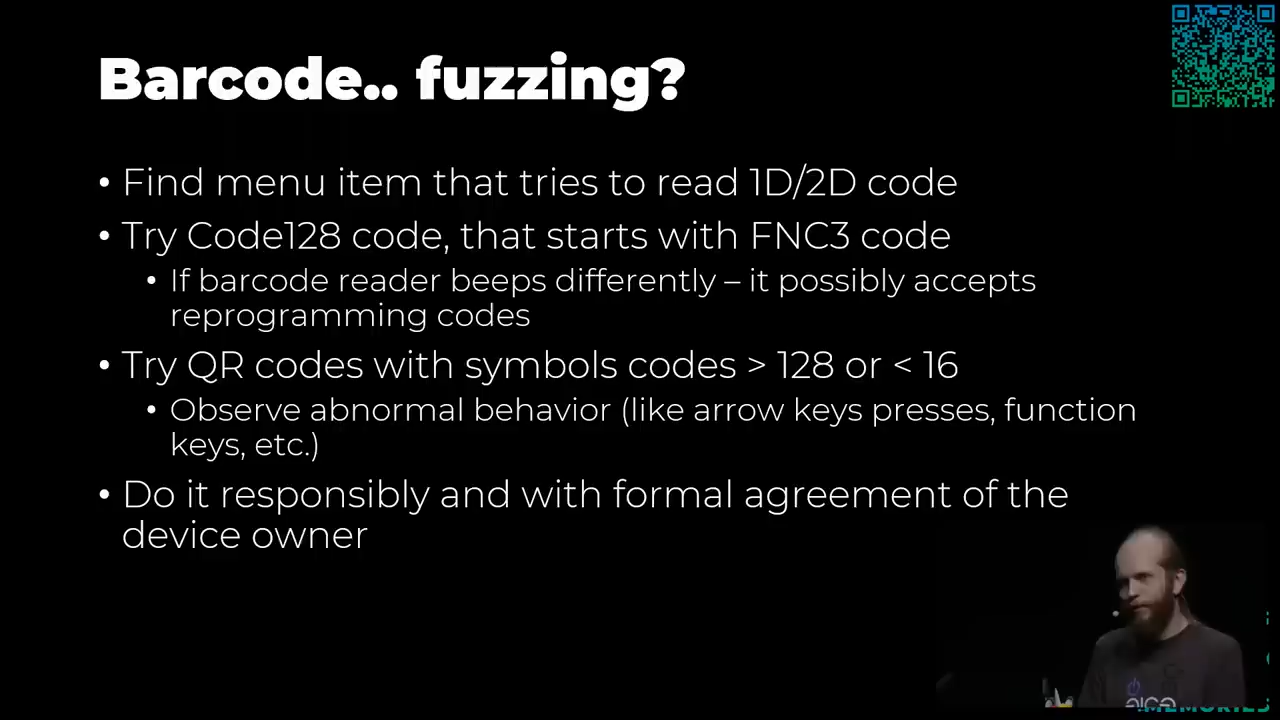 Barcode.. fuzzing?
• Find menu item that tries to read 1D/2D code
• Try Code128 code, that starts with FNC3 code
• If barcode reader beeps differently – it possibly accepts
reprogramming codes
• Try QR codes with symbols codes > 128 or < 16
• Observe abnormal behavior (like arrow keys presses, function
keys, etc.)
• Do it responsibly and with formal agreement of the
device owner